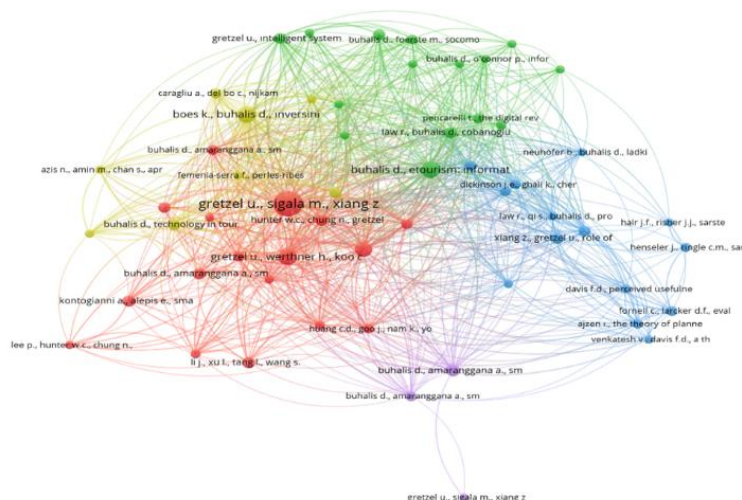 gretzel u., intelligent system
buhalis d., foerste m., socomo
buhalis d., o'connor p., infor
caragliu a., del bo c., nijkam
boes k., buhalis d., inversini
pencarelli t., the digital rev
law r., buhalis d., cobanoglu
buhalis d., amaranggana a., sm
neuhofer b., buhalis d., ladki
azis n., amin m., chan s., apr
femenia-serra f., perles-ribes
buhalis d., etourism: informat
dickinson j.e., ghali k., cher
gretzel u., sigala m., xiang z
hunter w.c., chung n., gretzel
law r., qi s., buhalis d., pro
hair j.f., risher j.j., sarste
buhalis d., technology in tour
xiang z., gretzel u., role of
henseler j., ringle c.m., sar
gretzel u., werthner h., koo c
buhalis d., amaranggana a., sm
davis f.d., perceived usefulne
kontogianni a., alepis e., sma
fornell c., larcker d.f., eval
huang c.d., goo j., nam k., yo
ajzen i., the theory of planne
lee p., hunter w.c., chung n.,
venkatesh v., davis f.d., a th
li j., xu l., tang l., wang s.
buhalis d., amaranggana a., sm
buhalis d., amaranggana a., sm
gretzel u., sigala m., xiang z